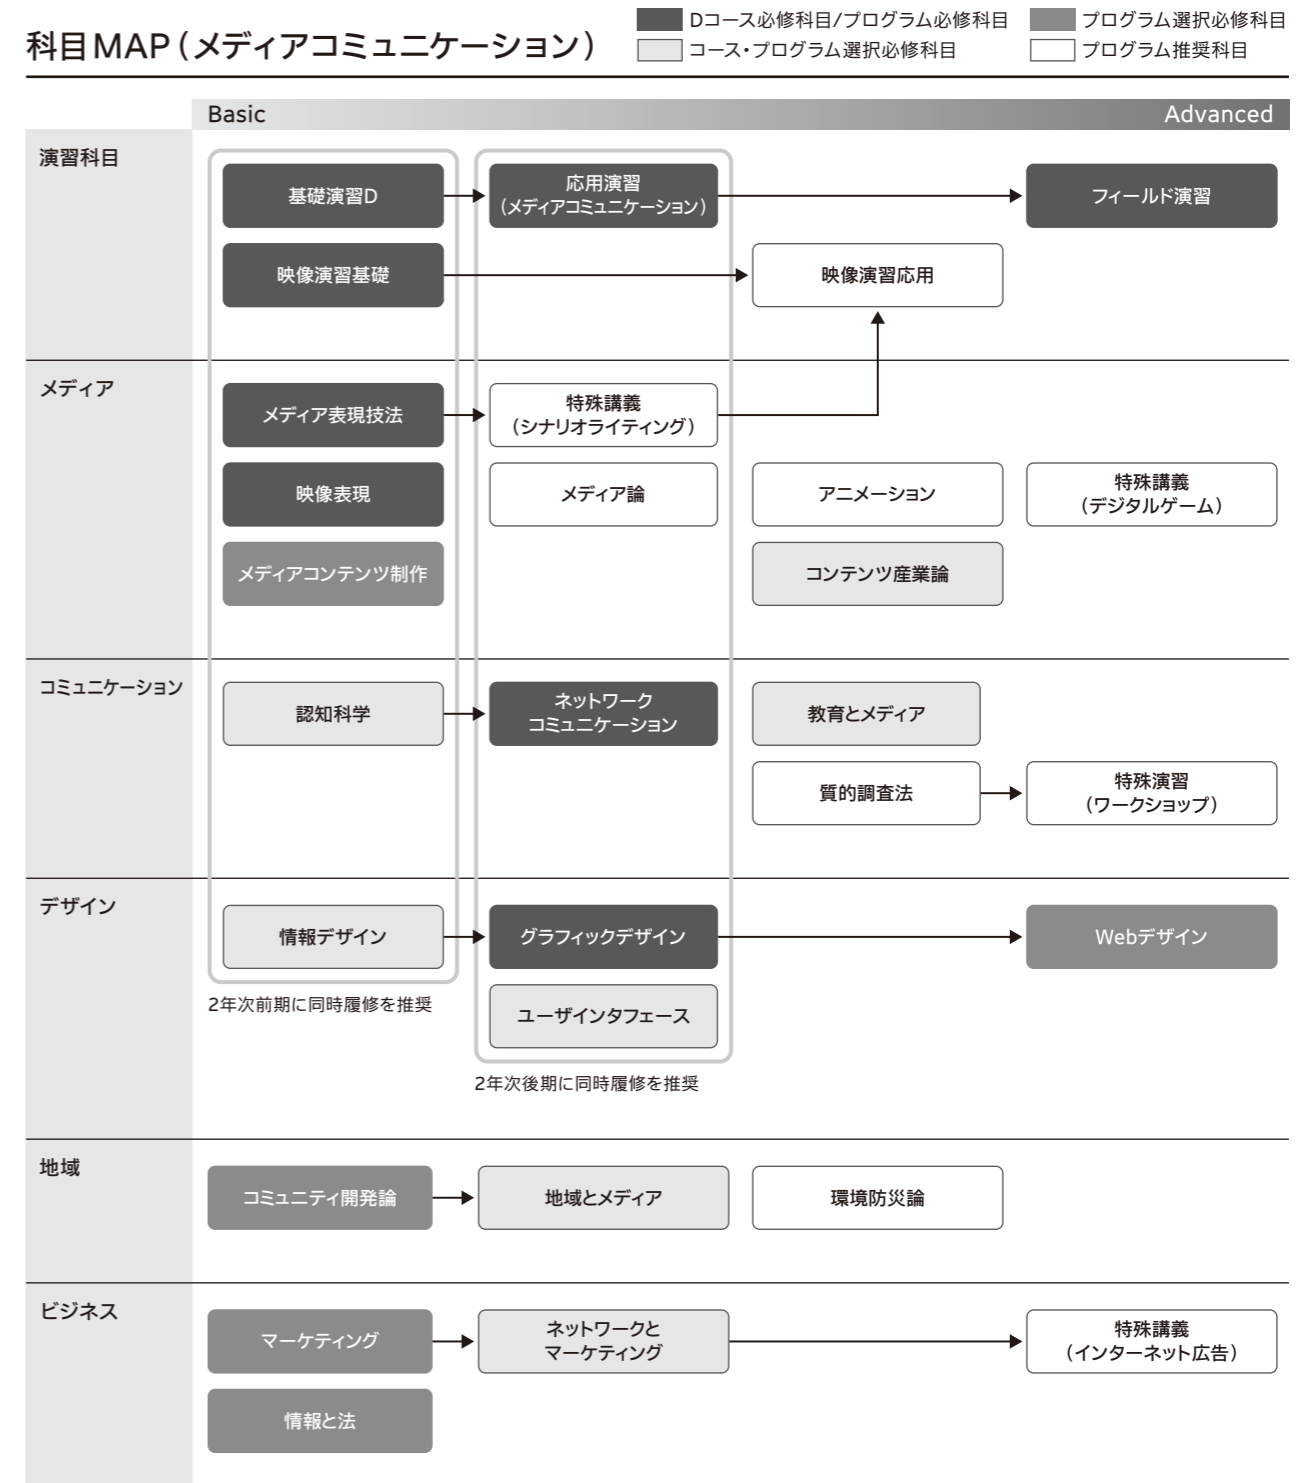 科目MAP(メディアコミュニケーション)
Dコース必修科目/プログラム必修科目
プログラム選択必修科目
コース・プログラム選択必修科目
プログラム推奨科目
Basic
Advanced
演習科目
基礎演習D
応用演習
(メディアコミュニケーション)
フィールド演習
映像演習基礎
映像演習応用
メディア
メディア表現技法
特殊講義
(シナリオライティング)
映像表現
メディア論
アニメーション
特殊講義
(デジタルゲーム)
メディアコンテンツ制作
コンテンツ産業論
コミュニケーション
認知科学
ネットワーク
コミュニケーション
教育とメディア
質的調査法
特殊演習
(ワークショップ)
デザイン
情報デザイン
グラフィックデザイン
Webデザイン
2年次前期に同時履修を推奨
ユーザインタフェース
2年次後期に同時履修を推奨
地域
コミュニティ開発論
地域とメディア
環境防災論
ビジネス
マーケティング
ネットワークと
マーケティング
特殊講義
(インターネット広告)
情報と法